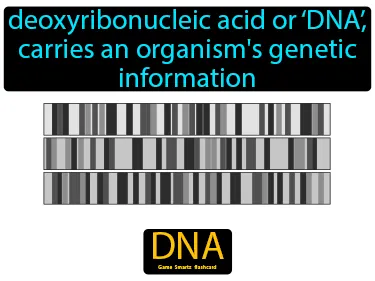 deoxyribonucleic acid or ‘DNA’,
carries an organism's genetic
information
DNA
Game Smartz flashcard